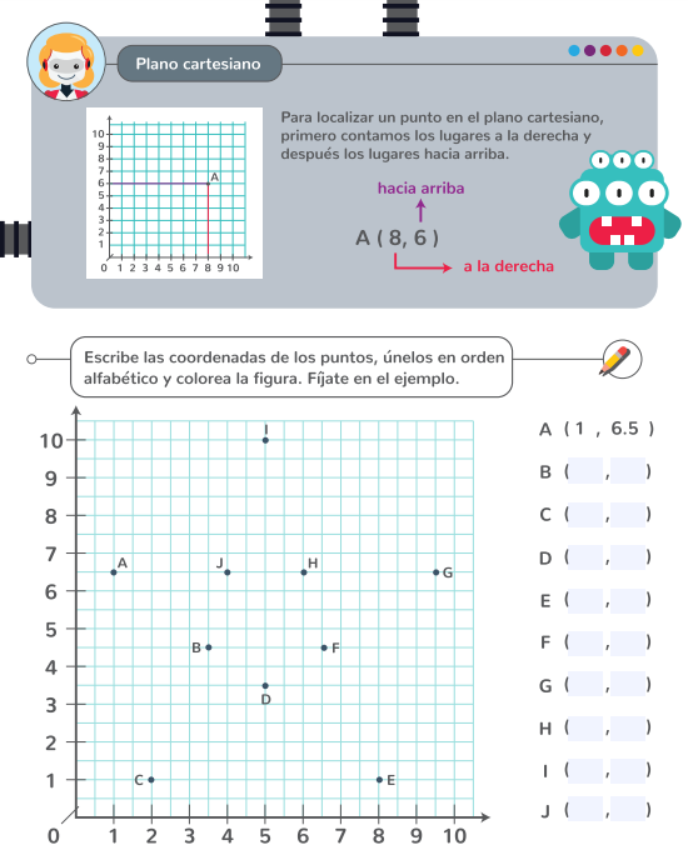 Plano cartesiano
Para localizar un punto en el plano cartesiano,
primero contamos los lugares a la derecha y
después los lugares hacia arriba.
10
9
8
7
6
5
4
3
2
1
A
0 1 2 3 4 5 6 7 8 9 10
hacia arriba
A ( 8, 6 )
a la derecha
Escribe las coordenadas de los puntos, únelos en orden
alfabético y colorea la figura. Fíjate en el ejemplo.
I
10
9
8
7
A J H G
6
5
B F
4
D
3
2
1
C E
0 1 2 3 4 5 6 7 8 9 10
A ( 1 , 6.5 )
B ( , )
C ( , )
D ( , )
E ( , )
F ( , )
G ( , )
H ( , )
I ( , )
J ( , )